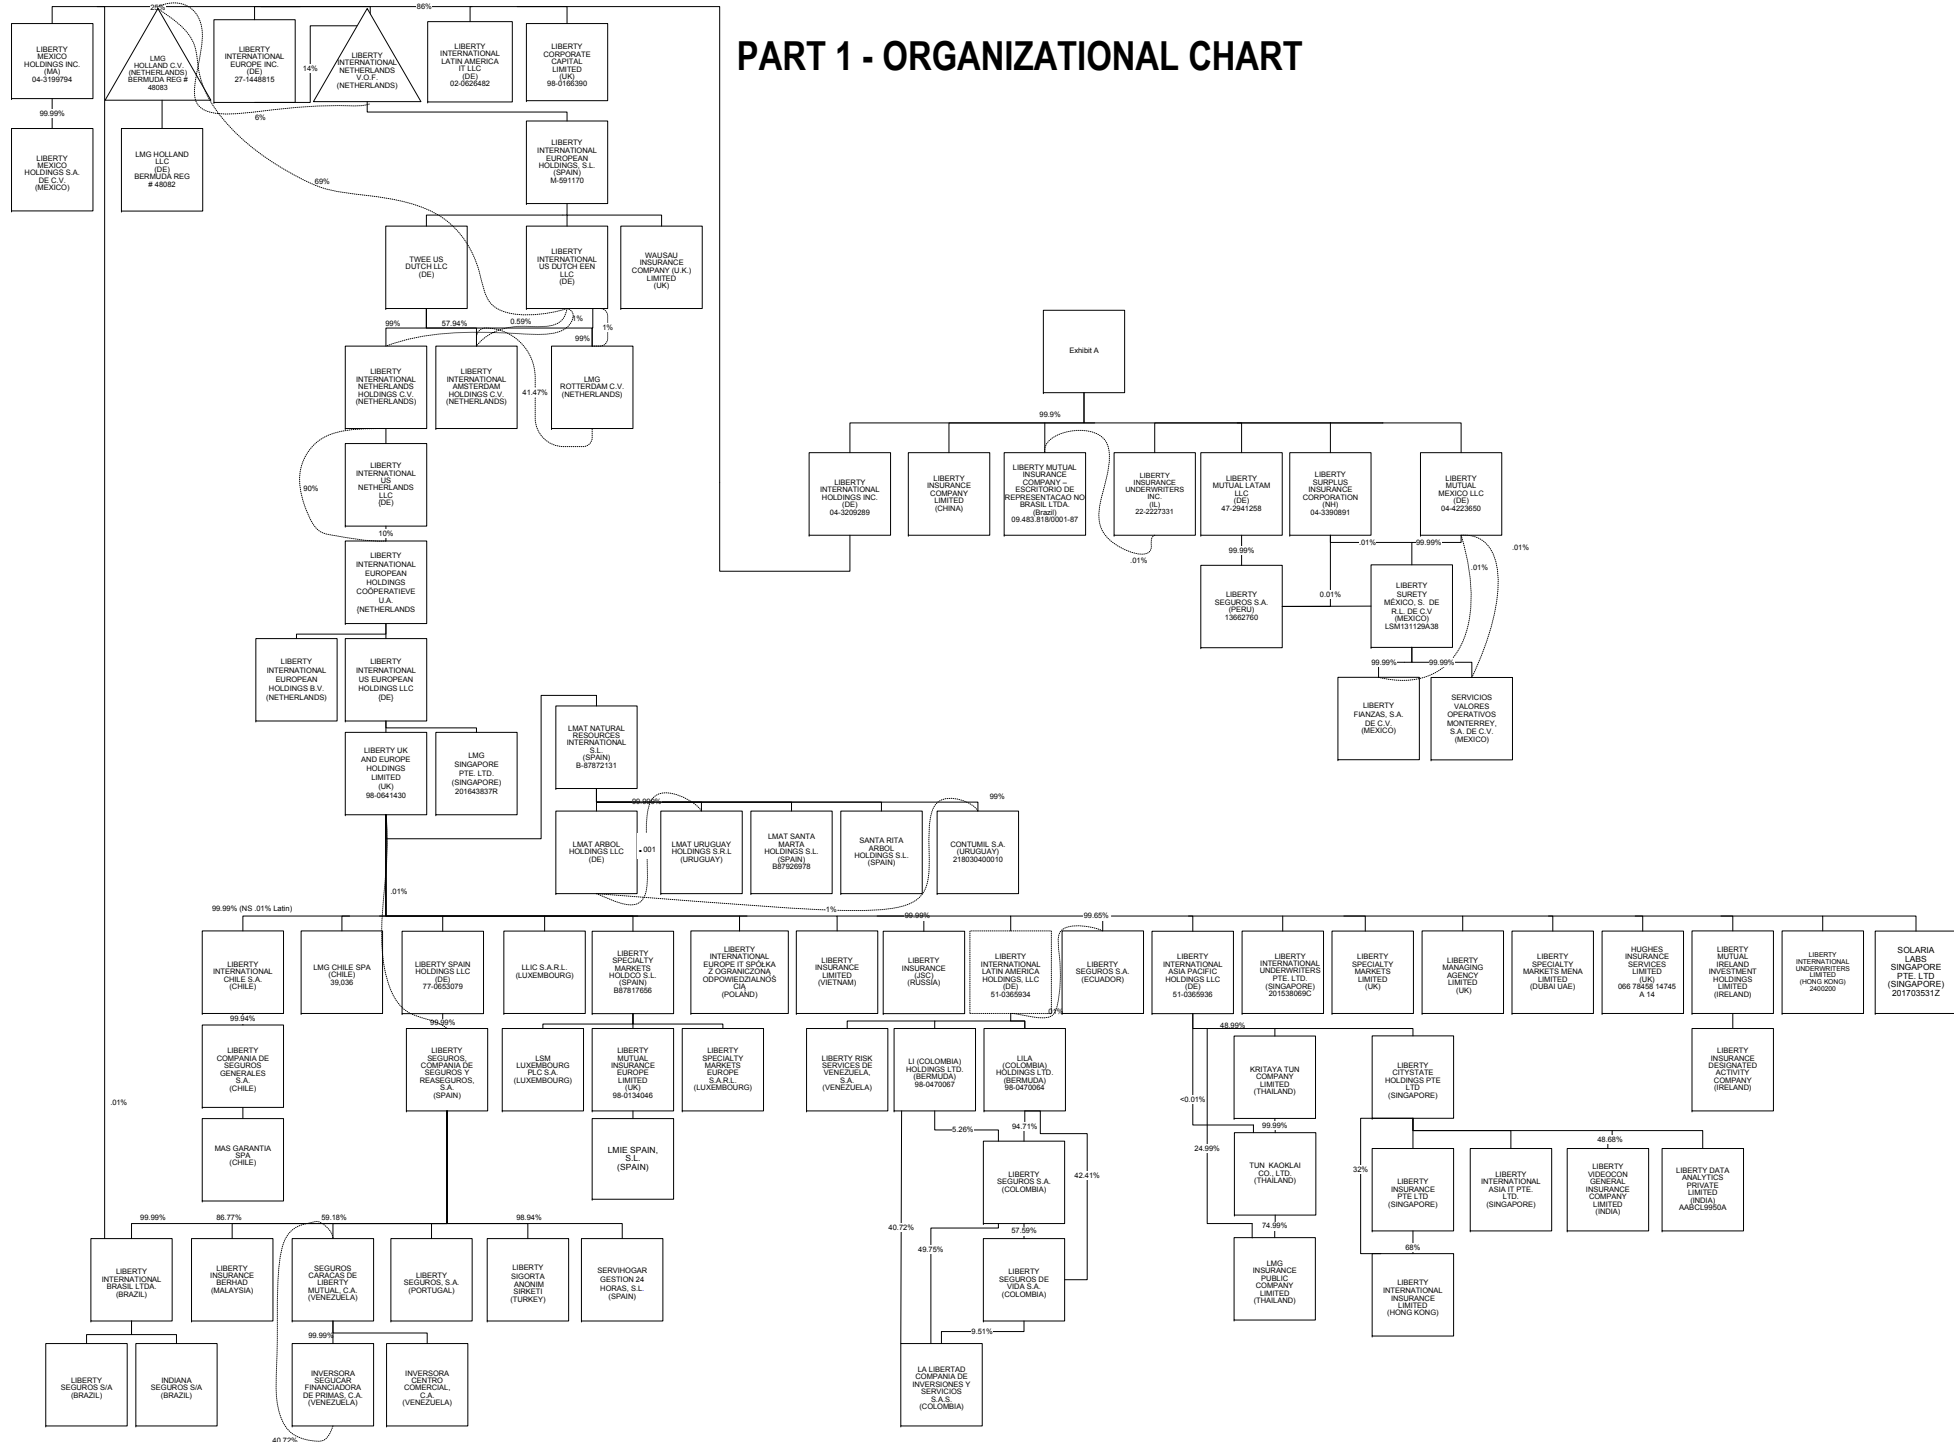 PART 1 - ORGANIZATIONAL CHART
25%
86%
LIBERTY
MEXICO
HOLDINGS INC.
(MA)
04-3199794
LMG
HOLLAND C.V.
(NETHERLANDS)
BERMUDA REG #
48083
LIBERTY
INTERNATIONAL
EUROPE INC.
(DE)
27-1448815
14%
LIBERTY
INTERNATIONAL
NETHERLANDS
V.O.F.
(NETHERLANDS)
LIBERTY
INTERNATIONAL
LATIN AMERICA
IT LLC
(DE)
02-0626482
LIBERTY
CORPORATE
CAPITAL
LIMITED
(UK)
98-0166390
99.99%
6%
LIBERTY
MEXICO
HOLDINGS S.A.
DE C.V.
(MEXICO)
LMG HOLLAND
LLC
(DE)
BERMUDA REG
# 48082
LIBERTY
INTERNATIONAL
EUROPEAN
HOLDINGS, S.L.
(SPAIN)
M-591170
69%
TWEE US
DUTCH LLC
(DE)
LIBERTY
INTERNATIONAL
US DUTCH EEN
LLC
(DE)
WAUSAU
INSURANCE
COMPANY (U.K.)
LIMITED
(UK)
99%
57.94%
0.59%
1%
1%
99%
LIBERTY
INTERNATIONAL
NETHERLANDS
HOLDINGS C.V.
(NETHERLANDS)
LIBERTY
INTERNATIONAL
AMSTERDAM
HOLDINGS C.V.
(NETHERLANDS)
41.47%
LMG
ROTTERDAM C.V.
(NETHERLANDS)
Exhibit A
99.9%
LIBERTY
INTERNATIONAL
US
NETHERLANDS
LLC
{DE)
90%
10%
LIBERTY
INTERNATIONAL
EUROPEAN
HOLDINGS
COÖPERATIEVE
U.A.
{NETHERLANDS
LIBERTY
INTERNATIONAL
HOLDINGS INC.
(DE)
04-3209289
LIBERTY
INSURANCE
COMPANY
LIMITED
(CHINA)
LIBERTY MUTUAL
INSURANCE
COMPANY –
ESCRITORIO DE
REPRESENTACAO NO
BRASIL LTDA.
(Brazil)
09.483.818/0001-87
LIBERTY
INSURANCE
UNDERWRITERS
INC.
(IL)
22-2227331
LIBERTY
MUTUAL LATAM
LLC
(DE)
47-2941258
LIBERTY
SURPLUS
INSURANCE
CORPORATION
(NH)
04-3390891
LIBERTY
MUTUAL
MEXICO LLC
(DE)
04-4223650
.01%
99.99%
.01%
99.99%
.01%
.01%
0.01%
LIBERTY
SEGUROS S.A.
(PERU)
13662760
LIBERTY
SURETY
MÉXICO, S. DE
R.L. DE C.V
(MEXICO)
LSM131129A38
99.99%
99.99%
LIBERTY
FIANZAS, S.A.
DE C.V.
(MEXICO)
SERVICIOS
VALORES
OPERATIVOS
MONTERREY,
S.A. DE C.V.
(MEXICO)
LIBERTY
INTERNATIONAL
EUROPEAN
HOLDINGS B.V.
(NETHERLANDS)
LIBERTY
INTERNATIONAL
US EUROPEAN
HOLDINGS LLC
{DE}
LIBERTY UK
AND EUROPE
HOLDINGS
LIMITED
(UK)
98-0641430
LMG
SINGAPORE
PTE. LTD.
(SINGAPORE)
201643837R
LMAT NATURAL
RESOURCES
INTERNATIONAL
S.L.
(SPAIN)
B-87872131
99.999%
99%
LMAT ARBOL
HOLDINGS LLC
(DE)
.001
LMAT URUGUAY
HOLDINGS S.R.L
(URUGUAY)
LMAT SANTA
MARTA
HOLDINGS S.L.
(SPAIN)
B87926978
SANTA RITA
ARBOL
HOLDINGS S.L.
(SPAIN)
CONTUMIL S.A.
(URUGUAY)
218030400010
.01%
1%
99.99% (NS .01% Latin)
99.99%
99.65%
LIBERTY
INTERNATIONAL
CHILE S.A.
(CHILE)
LMG CHILE SPA
(CHILE)
39,036
LIBERTY SPAIN
HOLDINGS LLC
(DE)
77-0653079
LLIC S.A.R.L.
(LUXEMBOURG)
LIBERTY
SPECIALTY
MARKETS
HOLDCO S.L.
(SPAIN)
B87817656
LIBERTY
INTERNATIONAL
EUROPE IT SPÓŁKA
Z OGRANICZONĄ
ODPOWIEDZIALNOŚ
CIĄ
(POLAND)
LIBERTY
INSURANCE
LIMITED
(VIETNAM)
LIBERTY
INSURANCE
(JSC)
(RUSSIA)
LIBERTY
INTERNATIONAL
LATIN AMERICA
HOLDINGS, LLC
(DE)
51-0365934
LIBERTY
SEGUROS S.A.
(ECUADOR)
LIBERTY
INTERNATIONAL
ASIA PACIFIC
HOLDINGS LLC
(DE)
51-0365936
LIBERTY
INTERNATIONAL
UNDERWRITERS
PTE. LTD.
(SINGAPORE)
201538069C
LIBERTY
SPECIALTY
MARKETS
LIMITED
(UK)
LIBERTY
MANAGING
AGENCY
LIMITED
(UK)
LIBERTY
SPECIALTY
MARKETS MENA
LIMITED
(DUBAI UAE)
HUGHES
INSURANCE
SERVICES
LIMITED
(UK)
066 78458 14745
A 14
LIBERTY
MUTUAL
IRELAND
INVESTMENT
HOLDINGS
LIMITED
(IRELAND)
LIBERTY
INTERNATIONAL
UNDERWRITERS
LIMITED
(HONG KONG)
2400200
SOLARIA
LABS
SINGAPORE
PTE. LTD
(SINGAPORE)
201703531Z
99.94%
99.99%
.01%
48.99%
LIBERTY
COMPANIA DE
SEGUROS
GENERALES
S.A.
(CHILE)
LIBERTY
SEGUROS,
COMPANIA DE
SEGUROS Y
REASEGUROS,
S.A.
(SPAIN)
LSM
LUXEMBOURG
PLC S.A.
(LUXEMBOURG)
LIBERTY
MUTUAL
INSURANCE
EUROPE
LIMITED
(UK)
98-0134046
LIBERTY
SPECIALTY
MARKETS
EUROPE
S.A.R.L.
(LUXEMBOURG)
LIBERTY RISK
SERVICES DE
VENEZUELA,
S.A.
(VENEZUELA)
LI (COLOMBIA)
HOLDINGS LTD.
(BERMUDA)
98-0470067
LILA
(COLOMBIA)
HOLDINGS LTD.
(BERMUDA)
98-0470064
KRITAYA TUN
COMPANY
LIMITED
(THAILAND)
LIBERTY
CITYSTATE
HOLDINGS PTE
LTD
(SINGAPORE)
LIBERTY
INSURANCE
DESIGNATED
ACTIVITY
COMPANY
(IRELAND)
.01%
<0.01%
MAS GARANTIA
SPA
(CHILE)
LMIE SPAIN,
S.L.
(SPAIN)
5.26%
94.71%
99.99%
24.99%
48.68%
32%
42.41%
LIBERTY
SEGUROS S.A.
(COLOMBIA)
TUN KAOKLAI
CO., LTD.
(THAILAND)
LIBERTY
INSURANCE
PTE LTD
(SINGAPORE)
LIBERTY
INTERNATIONAL
ASIA IT PTE.
LTD.
(SINGAPORE)
LIBERTY
VIDEOCON
GENERAL
INSURANCE
COMPANY
LIMITED
(INDIA)
LIBERTY DATA
ANALYTICS
PRIVATE
LIMITED
(INDIA)
AABCL9950A
99.99%
86.77%
59.18%
98.94%
40.72%
49.75%
57.59%
74.99%
68%
LIBERTY
INTERNATIONAL
BRASIL LTDA.
(BRAZIL)
LIBERTY
INSURANCE
BERHAD
(MALAYSIA)
SEGUROS
CARACAS DE
LIBERTY
MUTUAL, C.A.
(VENEZUELA)
LIBERTY
SEGUROS, S.A.
(PORTUGAL)
LIBERTY
SIGORTA
ANONIM
SIRKETI
(TURKEY)
SERVIHOGAR
GESTION 24
HORAS, S.L.
(SPAIN)
LIBERTY
SEGUROS DE
VIDA S.A.
(COLOMBIA)
LMG
INSURANCE
PUBLIC
COMPANY
LIMITED
(THAILAND)
LIBERTY
INTERNATIONAL
INSURANCE
LIMITED
(HONG KONG)
99.99%
9.51%
LIBERTY
SEGUROS S/A
(BRAZIL)
INDIANA
SEGUROS S/A
(BRAZIL)
INVERSORA
SEGUCAR
FINANCIADORA
DE PRIMAS, C.A.
(VENEZUELA)
INVERSORA
CENTRO
COMERCIAL,
C.A.
(VENEZUELA)
LA LIBERTAD
COMPANIA DE
INVERSIONES Y
SERVICIOS
S.A.S.
(COLOMBIA)
40.72%